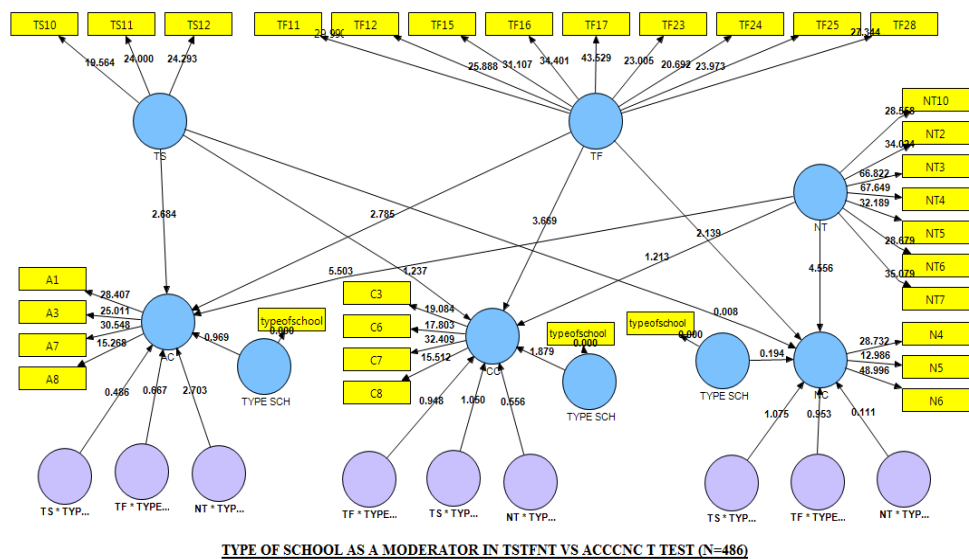 TS10 TS11 TS12 TF11 TF12 TF15 TF16 TF17 TF23 TF24 TF25 TF28
19.564 24.000 24.293 25.888 31.107 34.401 43.529 23.005 20.692 23.973 27.344
TS TF
NT10
28.558
NT2
34.024
NT3
66.822
NT4
67.649
NT5
32.189
NT6
28.679
NT7
35.079
NT
2.684 2.785 3.669 2.139 1.213 4.556
5.503 1.237 0.008
A1
28.407
A3
25.011
A7
30.548
A8
15.268
AC
0.969
typeofschool
0.000
TYPE SCH
C3
19.084
C6
17.803
C7
32.409
C8
15.512
CC
1.879
typeofschool
0.000
TYPE SCH
typeofschool
0.000
TYPE SCH
0.194
NC
N4
28.732
N5
12.986
N6
48.996
0.486 0.667 2.703 0.948 1.050 0.556 1.075 0.953 0.111
TS * TYP... TF * TYPE... NT * TYP... TF * TYPE... TS * TYP... NT * TYP... TS * TYP... TF * TYPE... NT * TYP...
TYPE OF SCHOOL AS A MODERATOR IN TSTFNT VS ACCCNC T TEST (N=486)